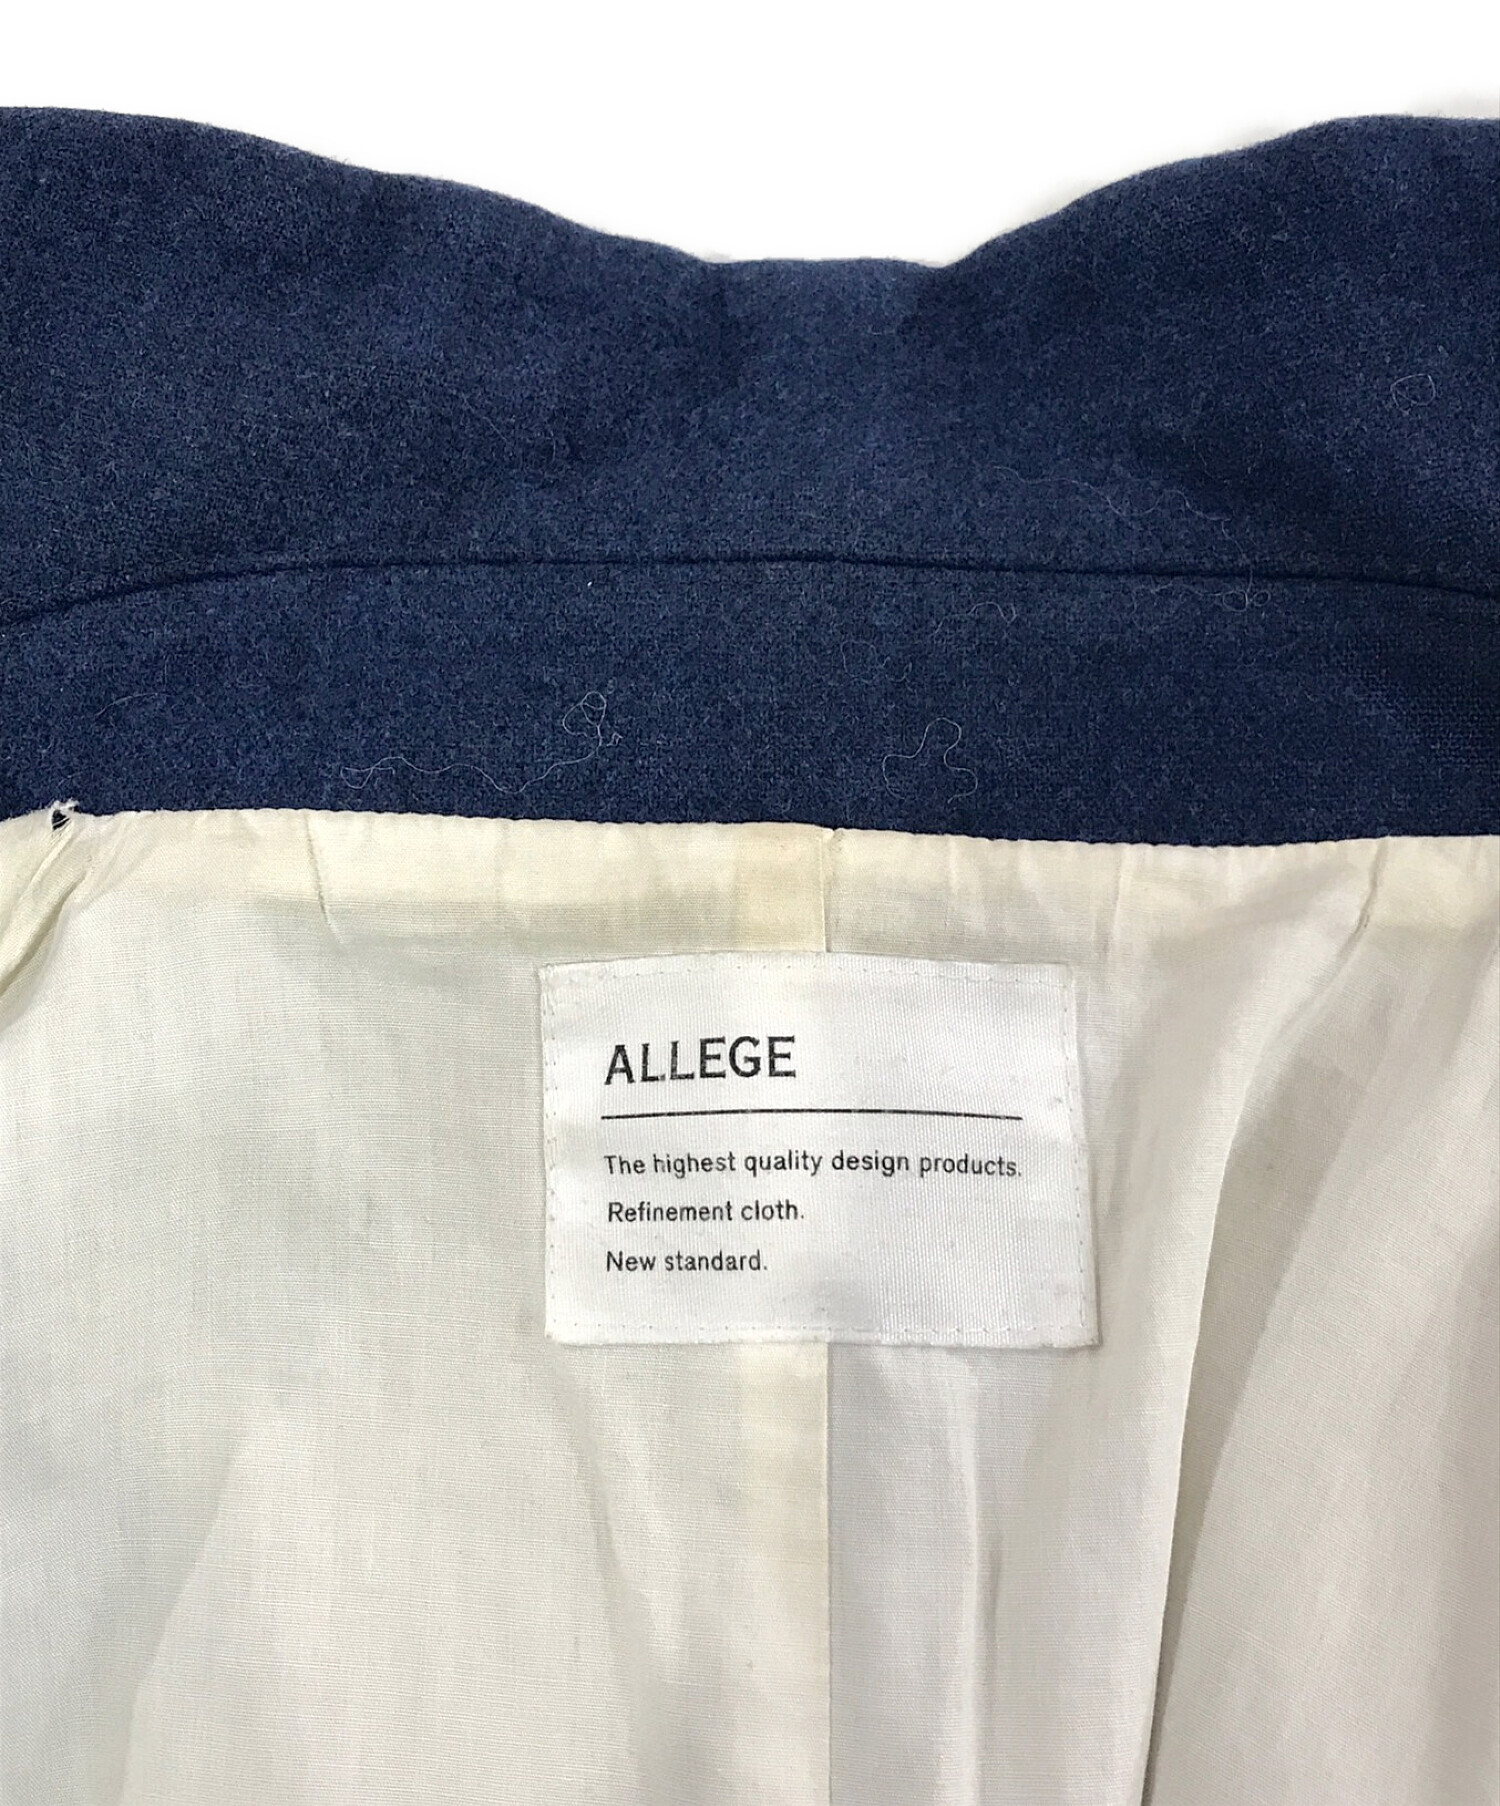 ALLEGE
The highest quality design products.
Refinement cloth.
New standard.